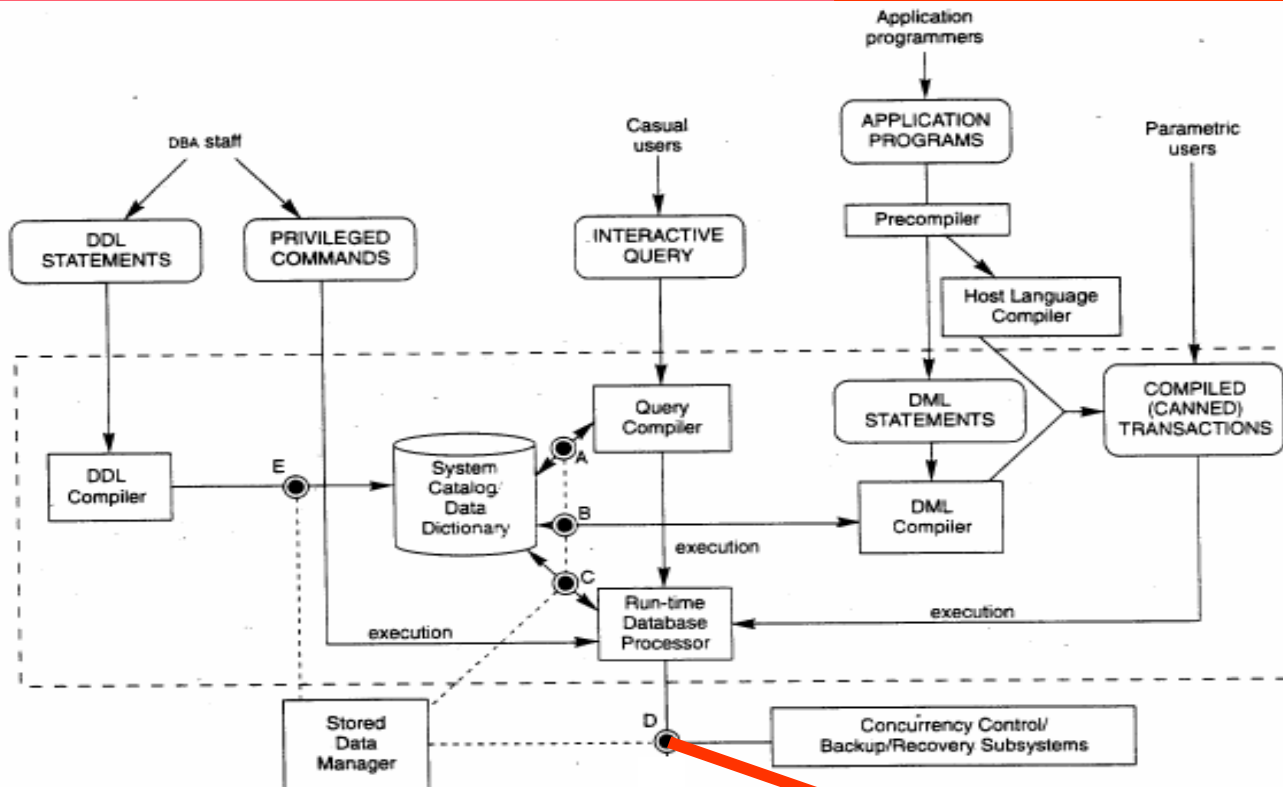 Application
programmers
DBA staff
Casual
users
APPLICATION
PROGRAMS
Parametric
users
DDL
STATEMENTS
PRIVILEGED
COMMANDS
INTERACTIVE
QUERY
Precompiler
Host Language
Compiler
Query
Compiler
DML
STATEMENTS
COMPILED
(CANNED)
TRANSACTIONS
DDL
Compiler
E
System
Catalog/
Data
Dictionary
A
B
C
DML
Compiler
execution
Run-time
Database
Processor
execution
execution
Stored
Data
Manager
D
Concurrency Control/
Backup/Recovery Subsystems